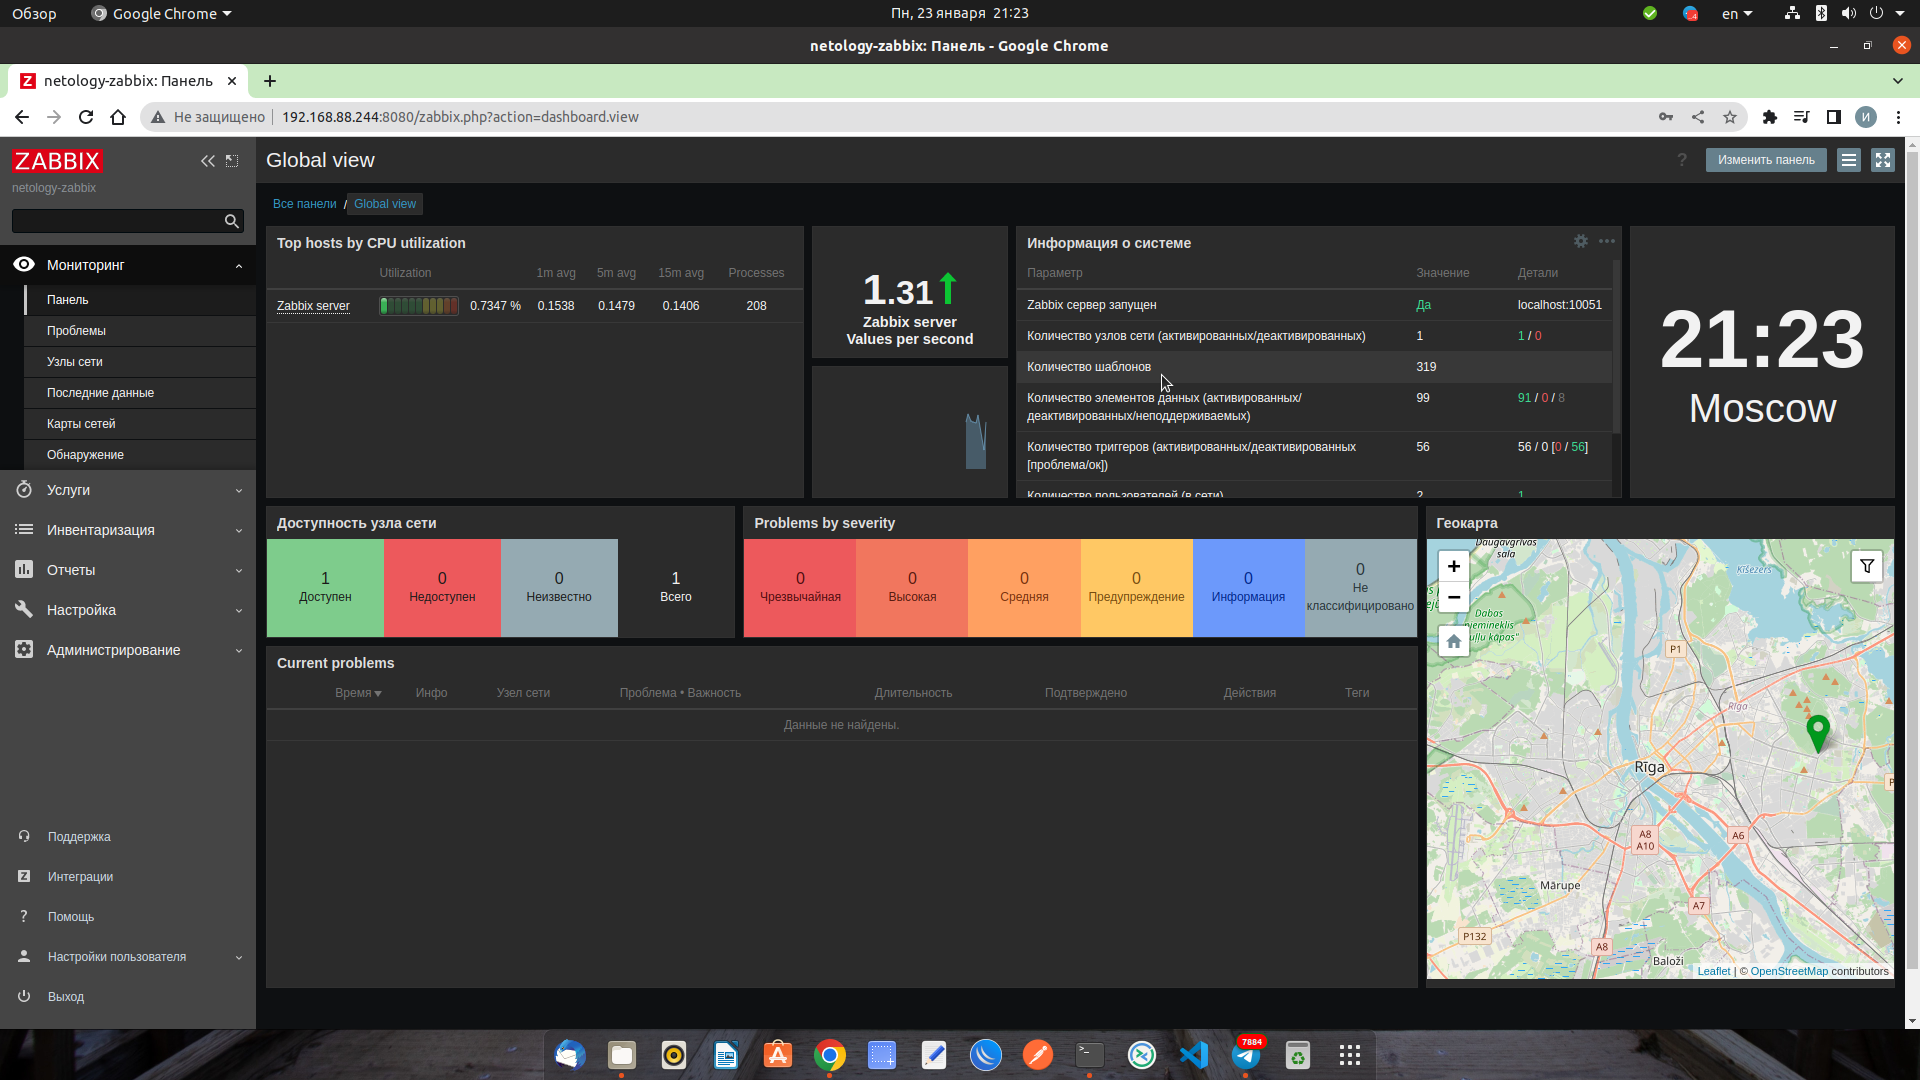 Обзор
Google Chrome
Пн, 23 января 21:23
en
netology-zabbix: Панель - Google Chrome
netology-zabbix: Панель
Не защищено
192.168.88.244:8080/zabbix.php?action=dashboard.view
И
ZABBIX
netology-zabbix
Мониторинг
Панель
Проблемы
Узлы сети
Последние данные
Карты сетей
Обнаружение
Услуги
Инвентаризация
Отчеты
Настройка
Администрирование
Поддержка
Интеграции
Помощь
Настройки пользователя
Выход
Global view
? Изменить панель
Все панели / Global view
Top hosts by CPU utilization
Utilization 1m avg 5m avg 15m avg Processes
Zabbix server 0.7347 % 0.1538 0.1479 0.1406 208
1.31
Zabbix server
Values per second
Информация о системе
Параметр Значение Детали
Zabbix сервер запущен Да localhost:10051
Количество узлов сети (активированных/деактивированных) 1 1 / 0
Количество шаблонов 319
Количество элементов данных (активированных/
деактивированных/неподдерживаемых) 99 91 / 0 / 8
Количество триггеров (активированных/деактивированных
[проблема/ок]) 56 56 / 0 [0 / 56]
Количество пользователей (в сети) 2 1
21:23
Moscow
Доступность узла сети
1 Доступен
0 Недоступен
0 Неизвестно
1 Всего
Problems by severity
0 Чрезвычайная
0 Высокая
0 Средняя
0 Предупреждение
0 Информация
0 Не
классифицировано
Current problems
Время Инфо Узел сети Проблема • Важность Длительность Подтверждено Действия Теги
Данные не найдены.
Геокарта
+
−
Daugavgrīvas
sala
Ķīšezers
Dabas
P1
Rīga
Rīga
A8
A10
A6
Mārupe
A7
P132
A8
Baloži
Leaflet | © OpenStreetMap contributors
7884